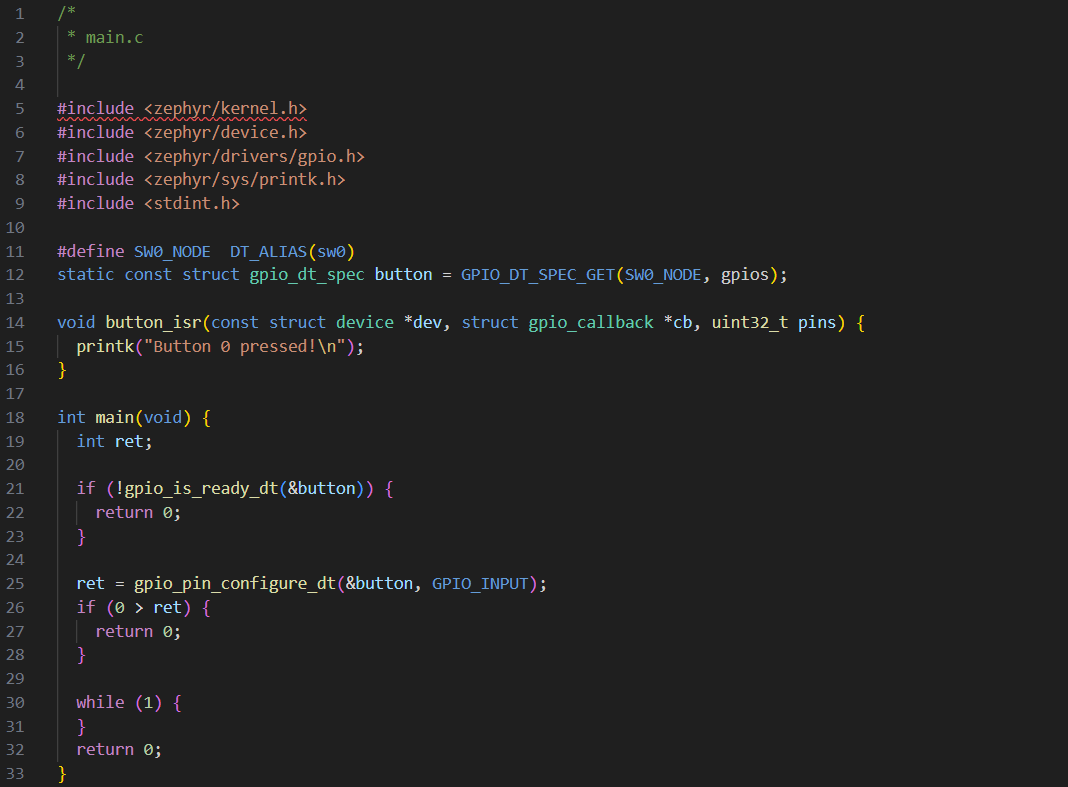 1 /*
2  * main.c
3  */
4
5 #include <zephyr/kernel.h>
6 #include <zephyr/device.h>
7 #include <zephyr/drivers/gpio.h>
8 #include <zephyr/sys/printk.h>
9 #include <stdint.h>
10
11 #define SW0_NODE  DT_ALIAS(sw0)
12 static const struct gpio_dt_spec button = GPIO_DT_SPEC_GET(SW0_NODE, gpios);
13
14 void button_isr(const struct device *dev, struct gpio_callback *cb, uint32_t pins) {
15   printk("Button 0 pressed!\n");
16 }
17
18 int main(void) {
19   int ret;
20
21   if (!gpio_is_ready_dt(&button)) {
22     return 0;
23   }
24
25   ret = gpio_pin_configure_dt(&button, GPIO_INPUT);
26   if (0 > ret) {
27     return 0;
28   }
29
30   while (1) {
31   }
32   return 0;
33 }